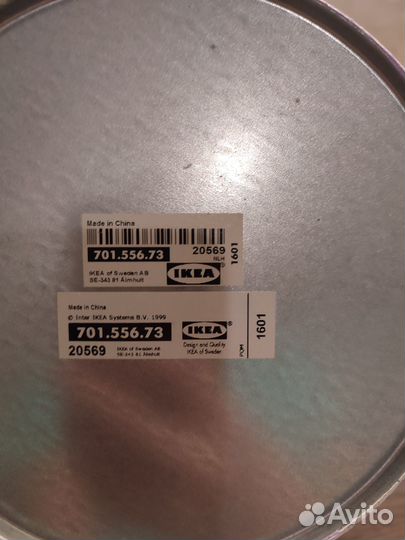 Made in China
701.556.73
20569
NLH
IKEA of Sweden AB
SE-343 81 Älmhult
IKEA®
1601
Made in China
© Inter IKEA Systems B.V. 1999
701.556.73
IKEA®
20569
IKEA of Sweden AB
SE-343 81 Älmhult
Design and Quality
IKEA of Sweden
PQM
1601
Avito